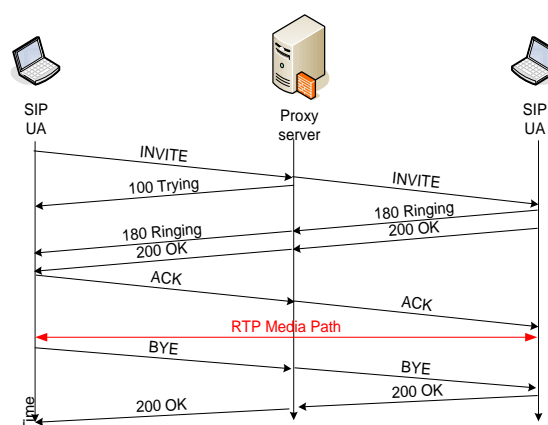 SIP
UA
Proxy
server
SIP
UA
INVITE
INVITE
100 Trying
180 Ringing
180 Ringing
200 OK
200 OK
ACK
ACK
RTP Media Path
BYE
BYE
200 OK
200 OK
Time